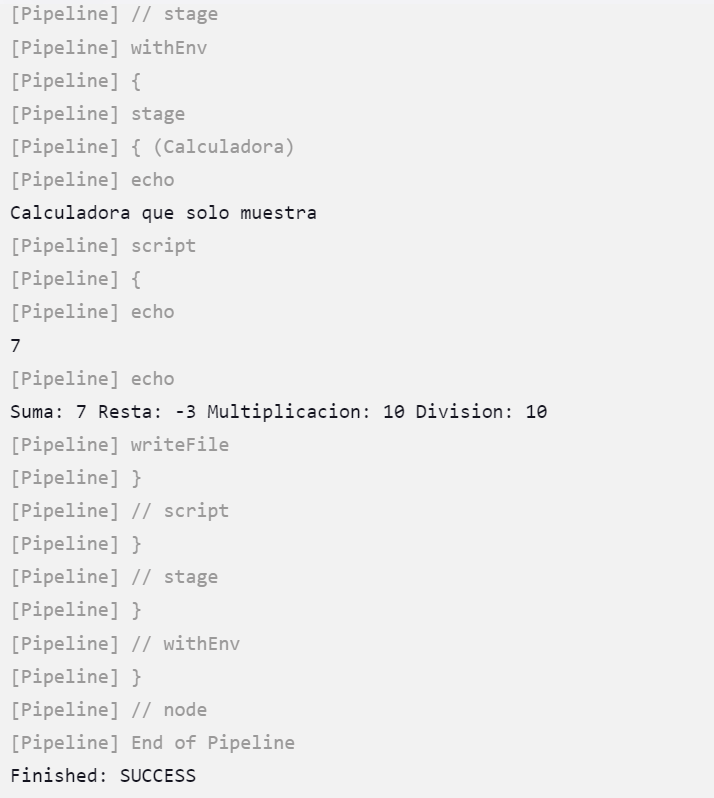 [Pipeline] // stage
[Pipeline] withEnv
[Pipeline] {
[Pipeline] stage
[Pipeline] { (Calculadora)
[Pipeline] echo
Calculadora que solo muestra
[Pipeline] script
[Pipeline] {
[Pipeline] echo
7
[Pipeline] echo
Suma: 7 Resta: -3 Multiplicacion: 10 Division: 10
[Pipeline] writeFile
[Pipeline] }
[Pipeline] // script
[Pipeline] }
[Pipeline] // stage
[Pipeline] }
[Pipeline] // withEnv
[Pipeline] }
[Pipeline] // node
[Pipeline] End of Pipeline
Finished: SUCCESS